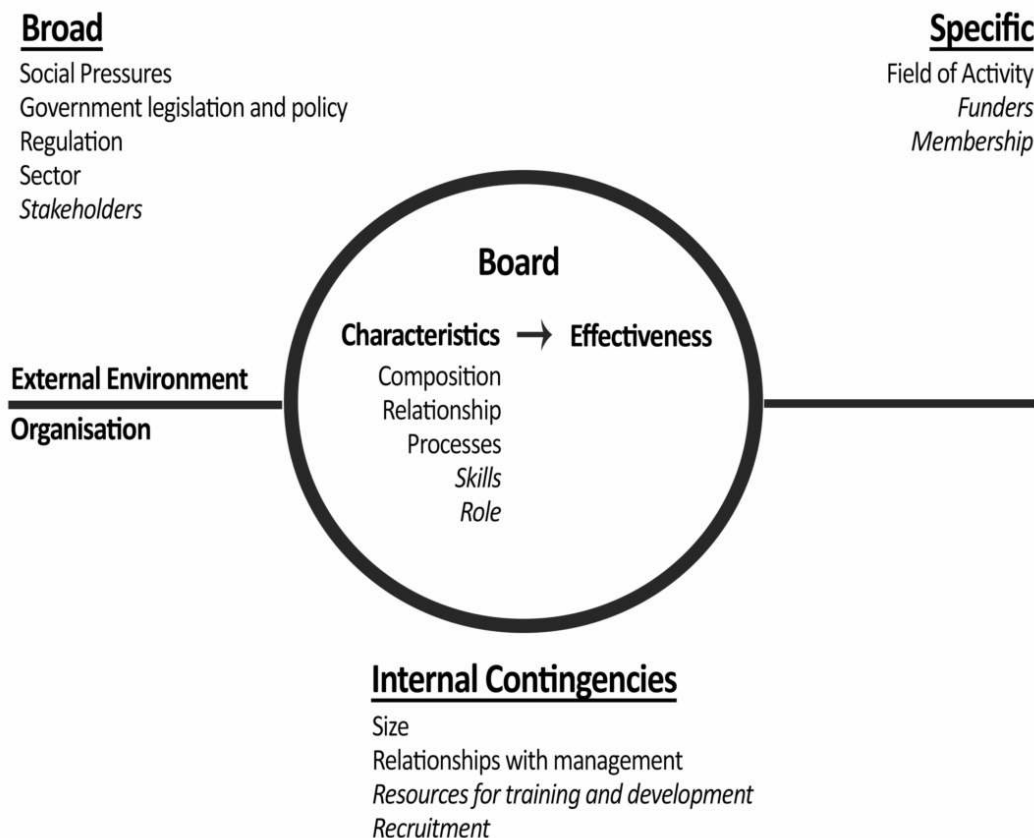 Broad
Social Pressures
Government legislation and policy
Regulation
Sector
Stakeholders
Specific
Field of Activity
Funders
Membership
Board
Characteristics → Effectiveness
Composition
Relationship
Processes
Skills
Role
External Environment
Organisation
Internal Contingencies
Size
Relationships with management
Resources for training and development
Recruitment